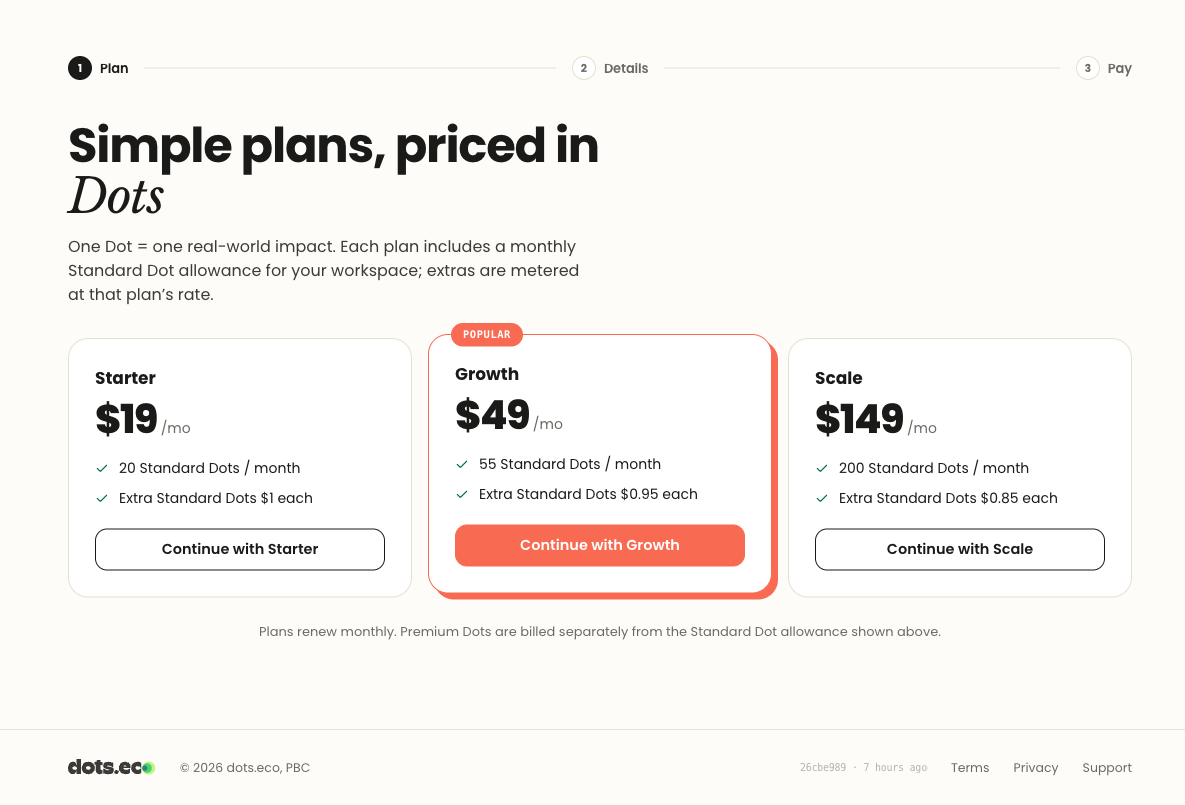 1 Plan
2 Details
3 Pay
Simple plans, priced in
Dots
One Dot = one real-world impact. Each plan includes a monthly
Standard Dot allowance for your workspace; extras are metered
at that plan’s rate.
Starter
$19 /mo
20 Standard Dots / month
Extra Standard Dots $1 each
Continue with Starter
POPULAR
Growth
$49 /mo
55 Standard Dots / month
Extra Standard Dots $0.95 each
Continue with Growth
Scale
$149 /mo
200 Standard Dots / month
Extra Standard Dots $0.85 each
Continue with Scale
Plans renew monthly. Premium Dots are billed separately from the Standard Dot allowance shown above.
dots.eco
© 2026 dots.eco, PBC
26cbe989 · 7 hours ago
Terms
Privacy
Support